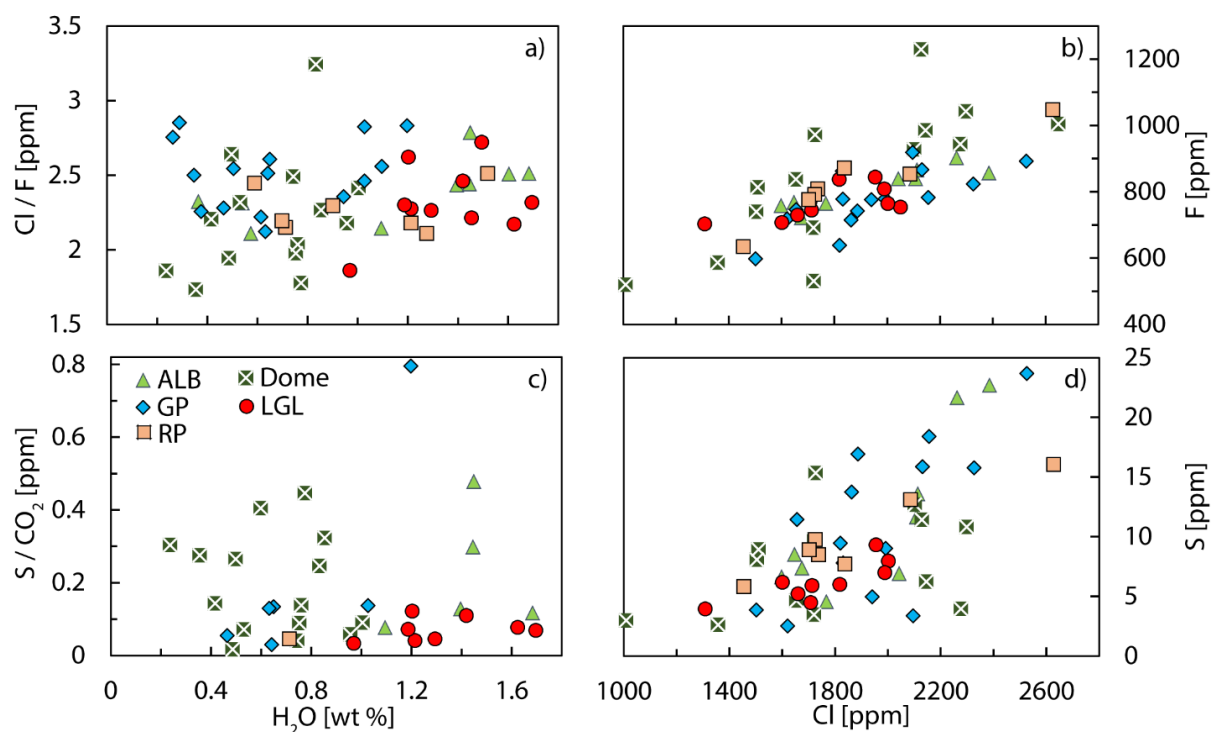 3.5
3
2.5
2
1.5
Cl / F [ppm]
a)
b)
1200
1000
800
600
400
F [ppm]
0.8
0.6
0.4
0.2
0
S / CO₂ [ppm]
c)
ALB
GP
RP
Dome
LGL
0 0.4 0.8 1.2 1.6
H₂O [wt %]
d)
25
20
15
10
5
0
S [ppm]
1000 1400 1800 2200 2600
Cl [ppm]